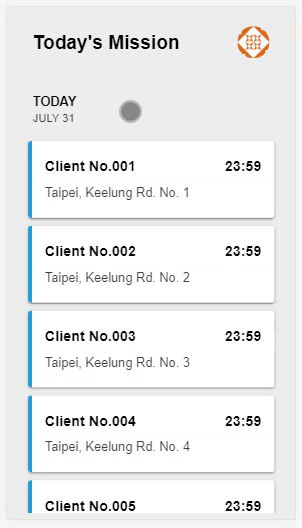 Today's Mission
TODAY
JULY 31
Client No.001 23:59
Taipei, Keelung Rd. No. 1
Client No.002 23:59
Taipei, Keelung Rd. No. 2
Client No.003 23:59
Taipei, Keelung Rd. No. 3
Client No.004 23:59
Taipei, Keelung Rd. No. 4
Client No.005 23:59